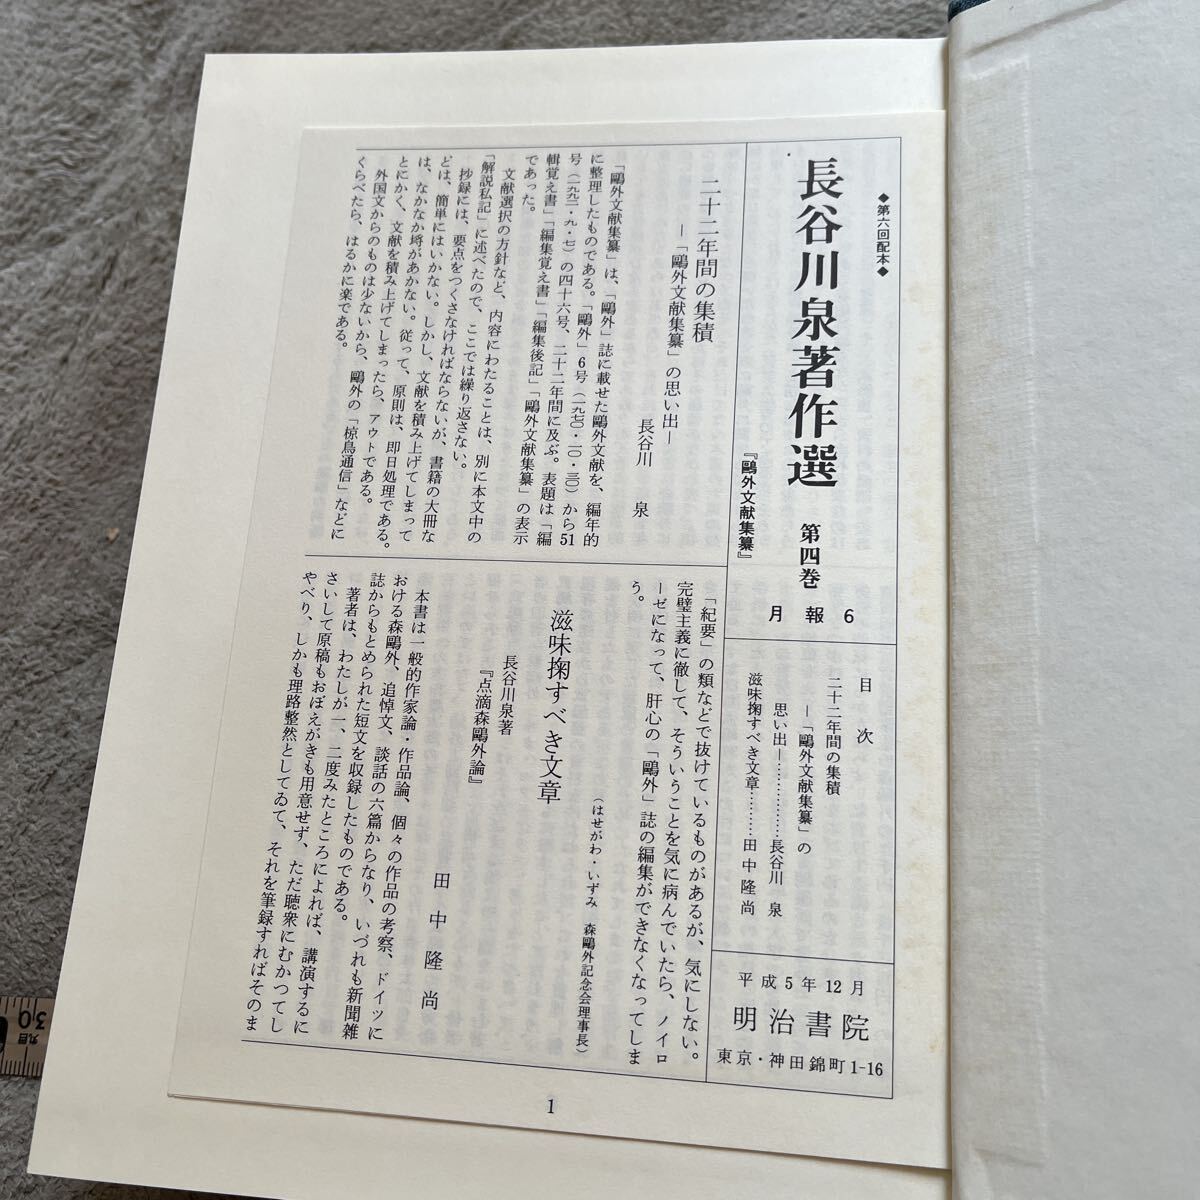 ◆第六回配本◆
長谷川泉著作選 第四巻
『鷗外文献集纂』
月報6
目次
二十二年間の集積
―「鷗外文献集纂」の
思い出―…………長谷川 泉
滋味掬すべき文章………田中隆尚
平成5年12月
明治書院
東京・神田錦町1-16
二十二年間の集積
―「鷗外文献集纂」の思い出―
長谷川 泉
「鷗外文献集纂」は、「鷗外」誌に載せた鷗外文献を、編年的
に整理したものである。「鷗外」6号（一九七〇・一〇・三〇）から51
号（一九九二・九・七）の四十六号、二十二年間に及ぶ。表題は「編
輯覚え書」「編集覚え書」「編集後記」「鷗外文献集纂」の表示
であった。
文献選択の方針など、内容にわたることは、別に本文中の
「解説私記」に述べたので、ここでは繰り返さない。
抄録には、要点をつくさなければならないが、書籍の大冊な
どは、簡単にはいかない。しかし、文献を積み上げてしまって
は、なかなか埒があかない。従って、原則は、即日処理である。
とにかく、文献を積み上げてしまったら、アウトである。
外国文からのものは少ないから、鷗外の「椋鳥通信」などに
くらべたら、はるかに楽である。
「紀要」の類などで抜けているものがあるが、気にしない。
完璧主義に徹して、そういうことを気に病んでいたら、ノイロ
ーゼになって、肝心の「鷗外」誌の編集ができなくなってしま
う。
（はせがわ・いずみ 森鷗外記念会理事長）
滋味掬すべき文章
長谷川泉著
『点滴森鷗外論』
田中隆尚
本書は一般的作家論・作品論、個々の作品の考察、ドイツに
おける森鷗外、追悼文、談話の六篇からなり、いづれも新聞雑
誌からもとめられた短文を収録したものである。
著者は、わたしが一、二度みたところによれば、講演するに
さいして原稿もおぼえがきも用意せず、ただ聴衆にむかつてし
やべり、しかも理路整然としてゐて、それを筆録すればそのま
1
30